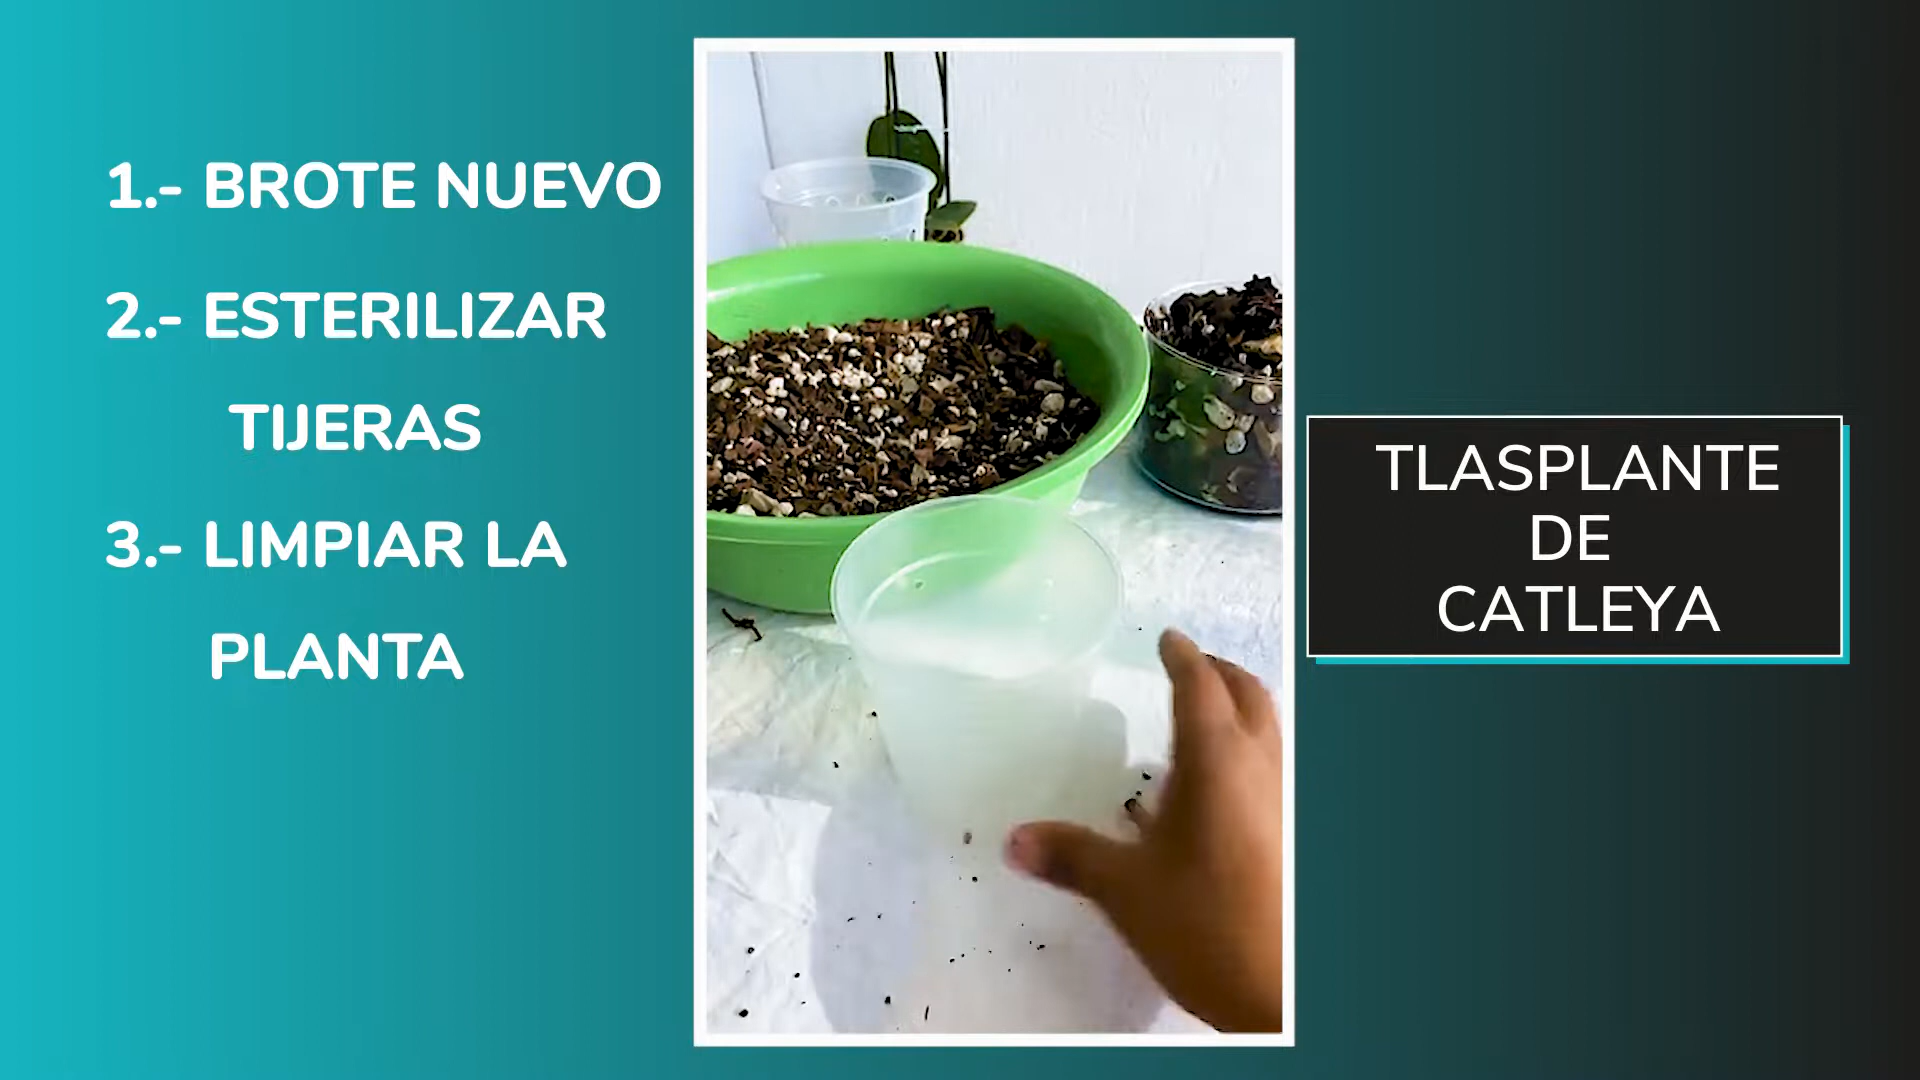 1.- BROTE NUEVO
2.- ESTERILIZAR
TIJERAS
3.- LIMPIAR LA
PLANTA
TLASPLANTE
DE
CATLEYA